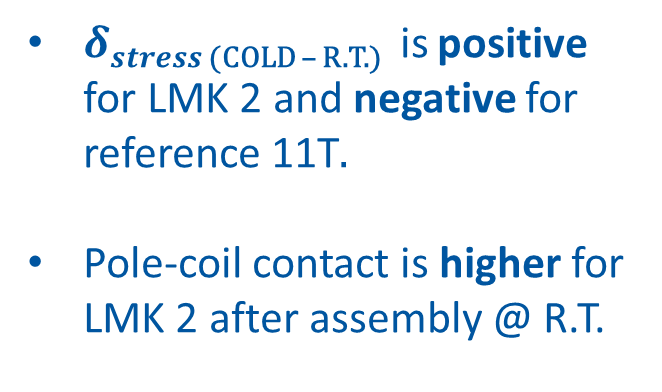 • δstress (COLD – R.T.) is positive
for LMK 2 and negative for
reference 11T.
• Pole-coil contact is higher for
LMK 2 after assembly @ R.T.